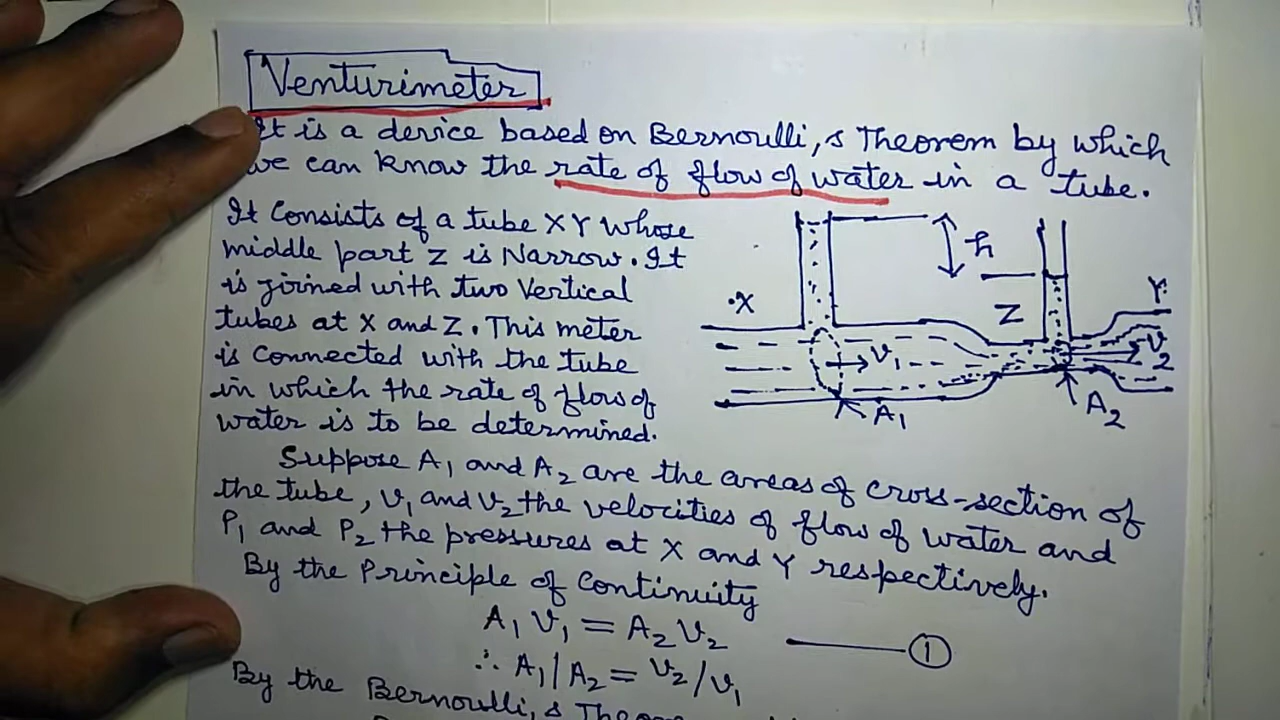 Venturimeter
It is a device based on Bernoulli,s Theorem by which
we can know the rate of flow of water in a tube.
It consists of a tube XY whose
middle part Z is Narrow. It
is joined with two vertical
tubes at X and Z. This meter
is connected with the tube
in which the rate of flow of
water is to be determined.
h
.X
Z
Y
v₁
v₂
A₁
A₂
Suppose A₁ and A₂ are the areas of cross-section of
the tube, v₁ and v₂ the velocities of flow of water and
P₁ and P₂ the pressures at X and Y respectively.
By the Principle of Continuity
A₁ v₁ = A₂ v₂ —— ①
∴ A₁/A₂ = v₂/v₁
By the Bernoulli,s Theorem